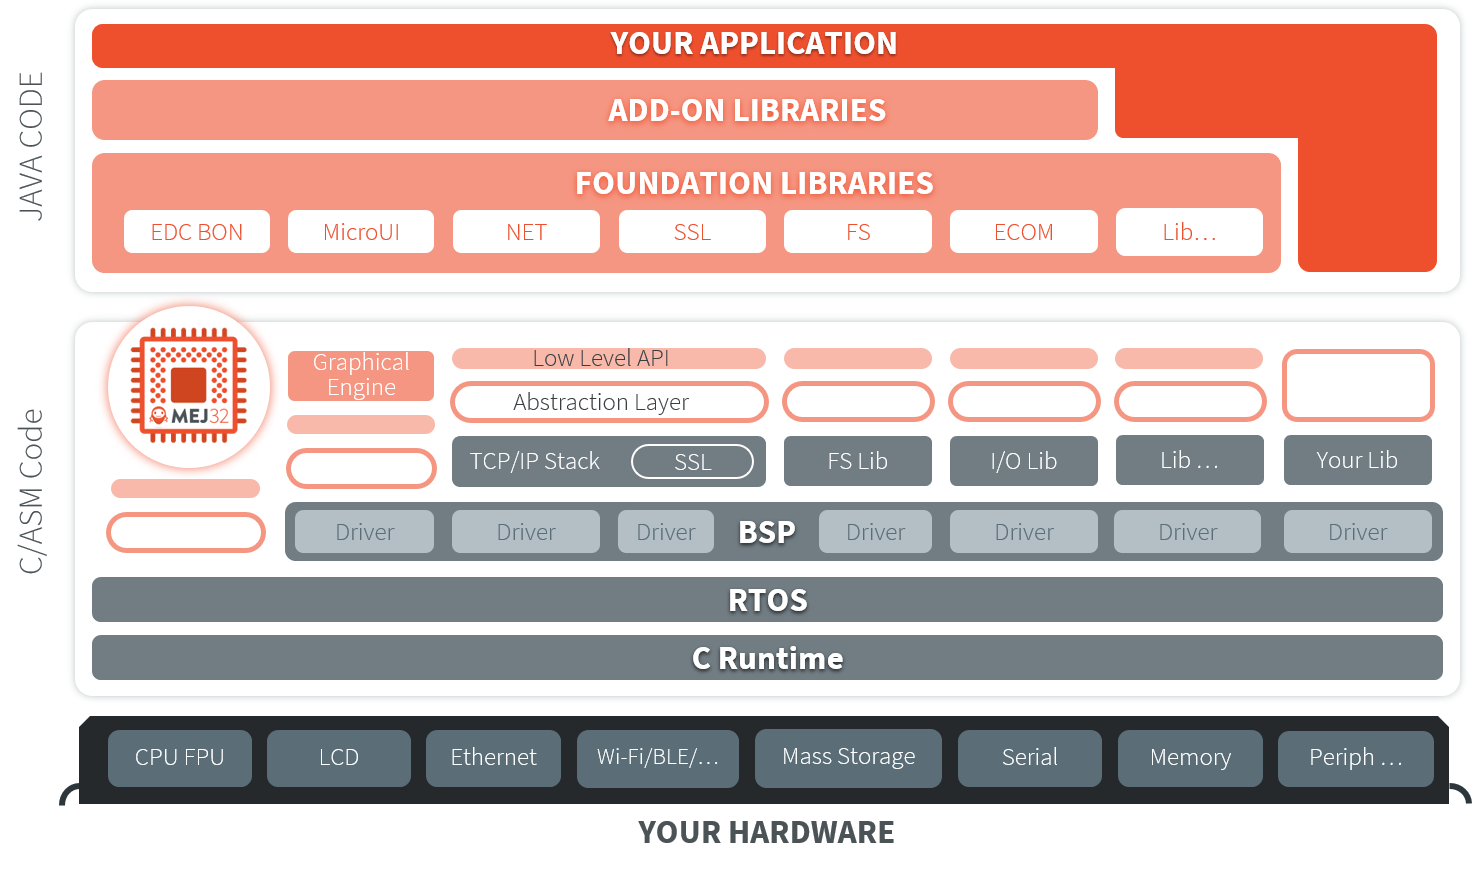 JAVA CODE
YOUR APPLICATION
ADD-ON LIBRARIES
FOUNDATION LIBRARIES
EDC BON
MicroUI
NET
SSL
FS
ECOM
Lib...
C/ASM Code
MEJ32
Graphical
Engine
Low Level API
Abstraction Layer
TCP/IP Stack
SSL
FS Lib
I/O Lib
Lib ...
Your Lib
Driver
Driver
Driver
BSP
Driver
Driver
Driver
Driver
RTOS
C Runtime
CPU FPU
LCD
Ethernet
Wi-Fi/BLE/...
Mass Storage
Serial
Memory
Periph ...
YOUR HARDWARE